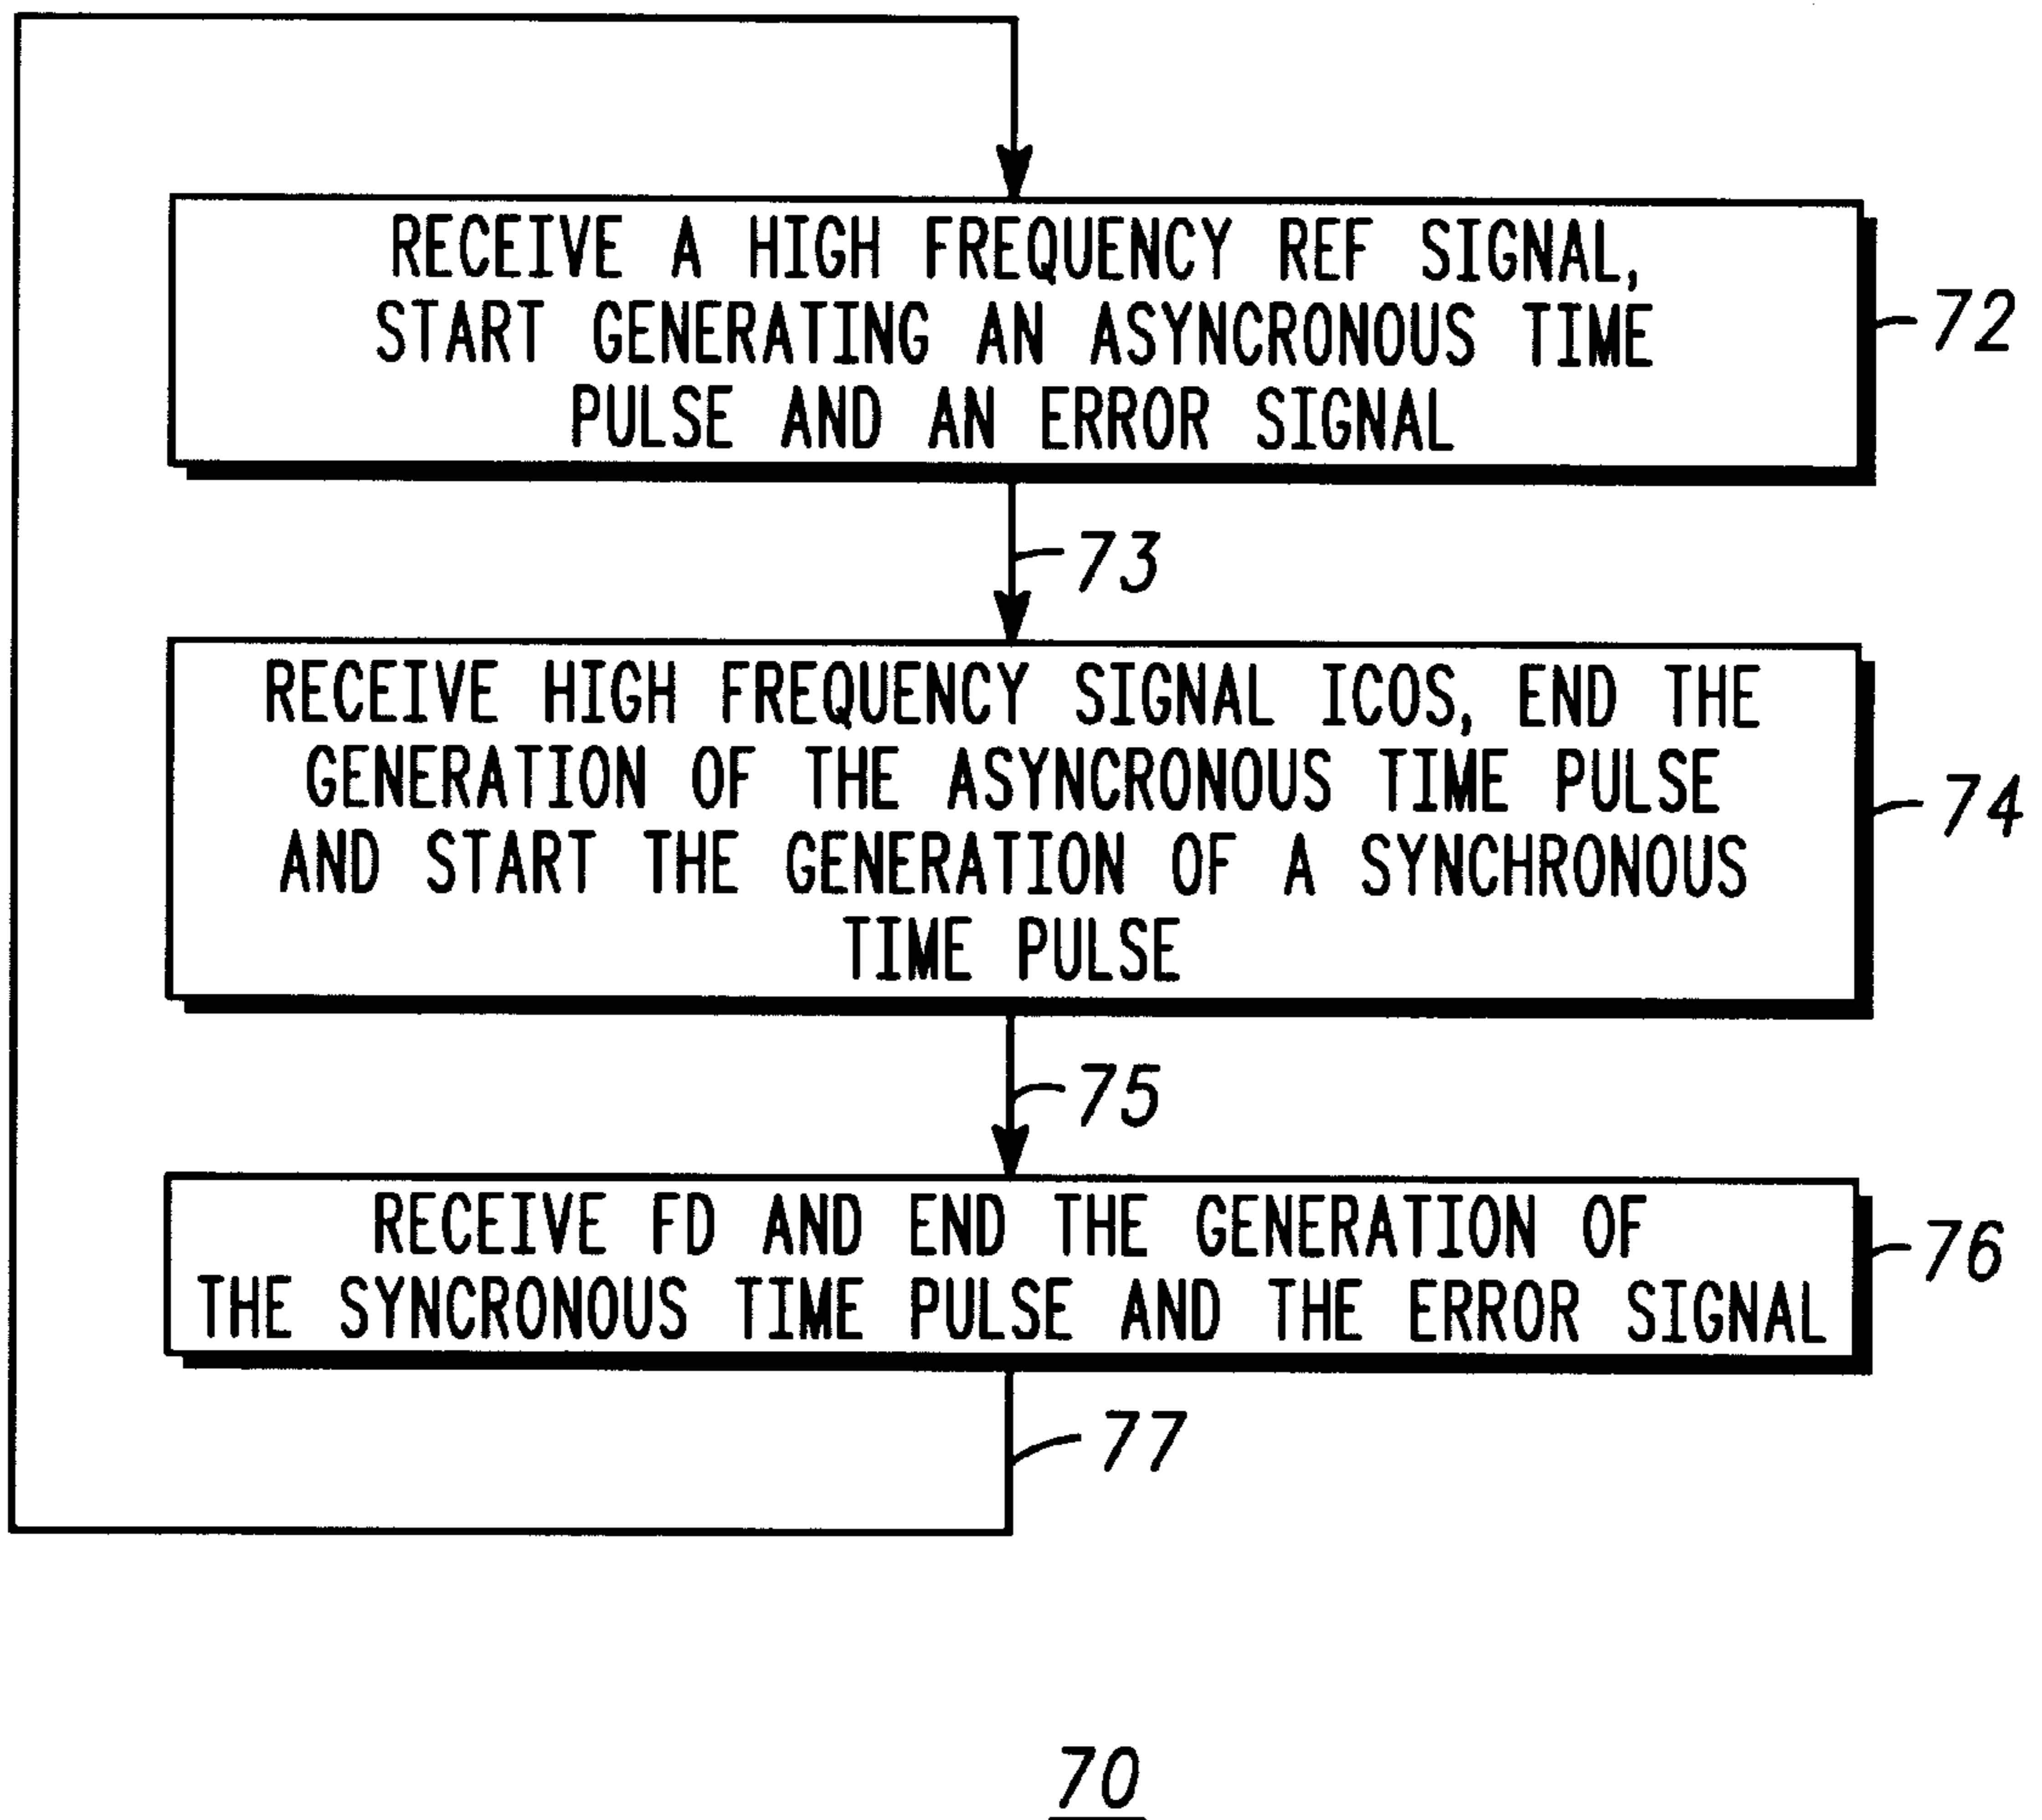 RECEIVE A HIGH FREQUENCY REF SIGNAL,
START GENERATING AN ASYNCRONOUS TIME
PULSE AND AN ERROR SIGNAL
72
73
RECEIVE HIGH FREQUENCY SIGNAL ICOS, END THE
GENERATION OF THE ASYNCRONOUS TIME PULSE
AND START THE GENERATION OF A SYNCHRONOUS
TIME PULSE
74
75
RECEIVE FD AND END THE GENERATION OF
THE SYNCRONOUS TIME PULSE AND THE ERROR SIGNAL
76
77
70